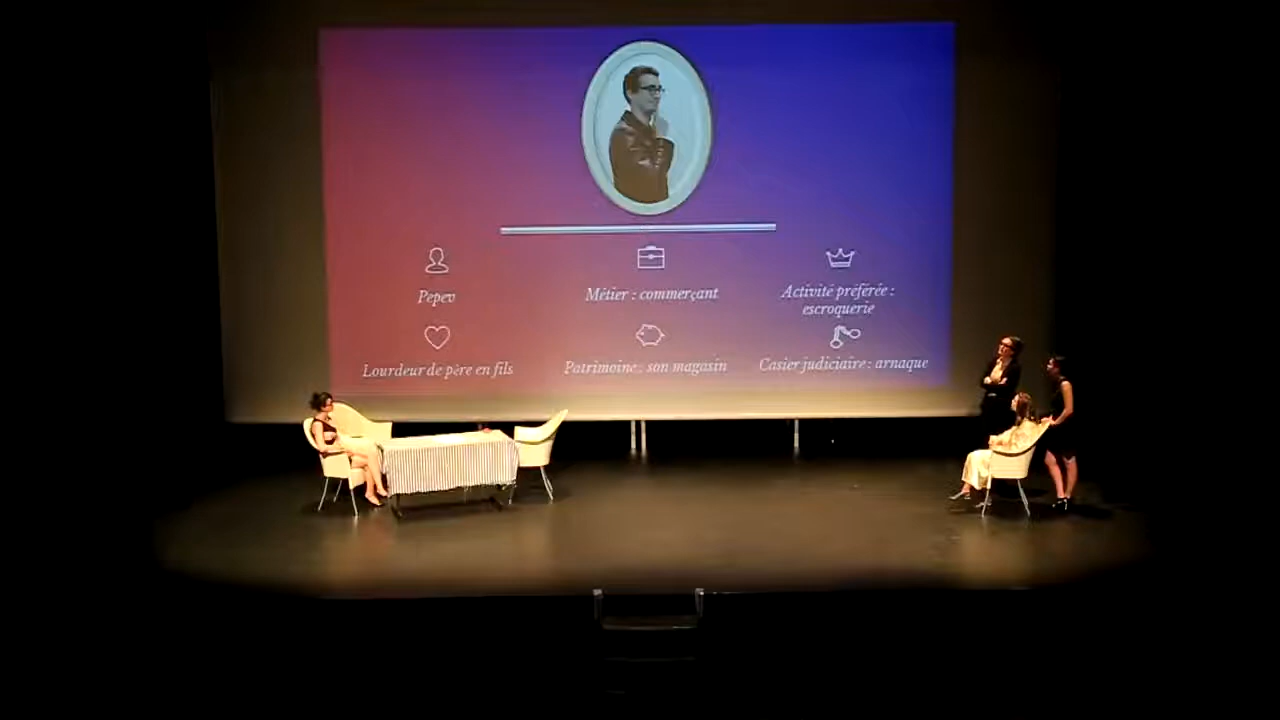 Pepev
Métier : commerçant
Activité préférée :
escroquerie
Lourdeur de père en fils
Patrimoine : son magasin
Casier judiciaire : arnaque